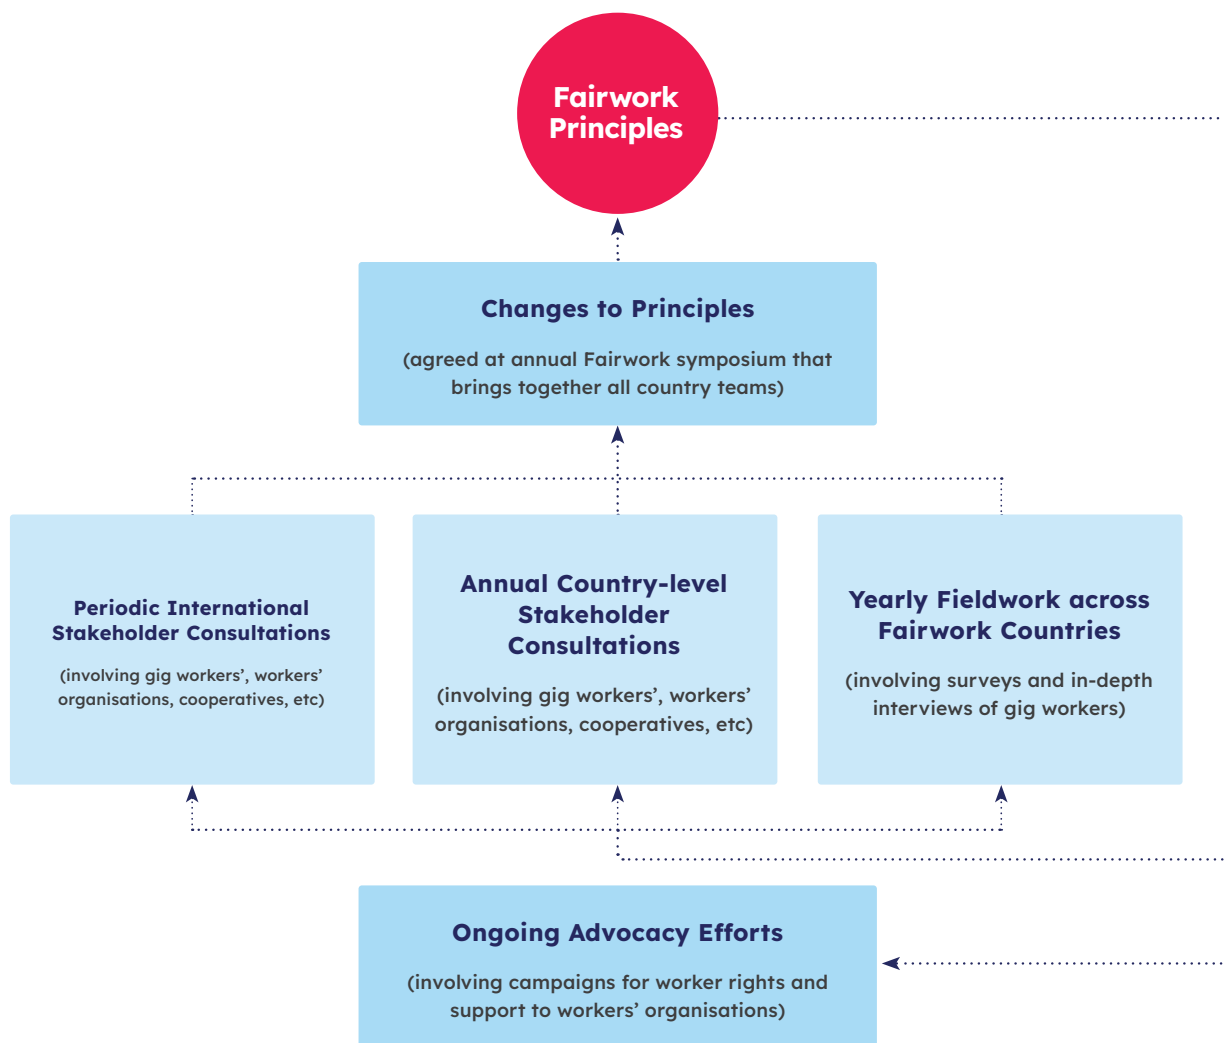 Fairwork
Principles
Changes to Principles
(agreed at annual Fairwork symposium that
brings together all country teams)
Periodic International
Stakeholder Consultations
(involving gig workers’, workers’
organisations, cooperatives, etc)
Annual Country-level
Stakeholder
Consultations
(involving gig workers’, workers’
organisations, cooperatives, etc)
Yearly Fieldwork across
Fairwork Countries
(involving surveys and in-depth
interviews of gig workers)
Ongoing Advocacy Efforts
(involving campaigns for worker rights and
support to workers’ organisations)